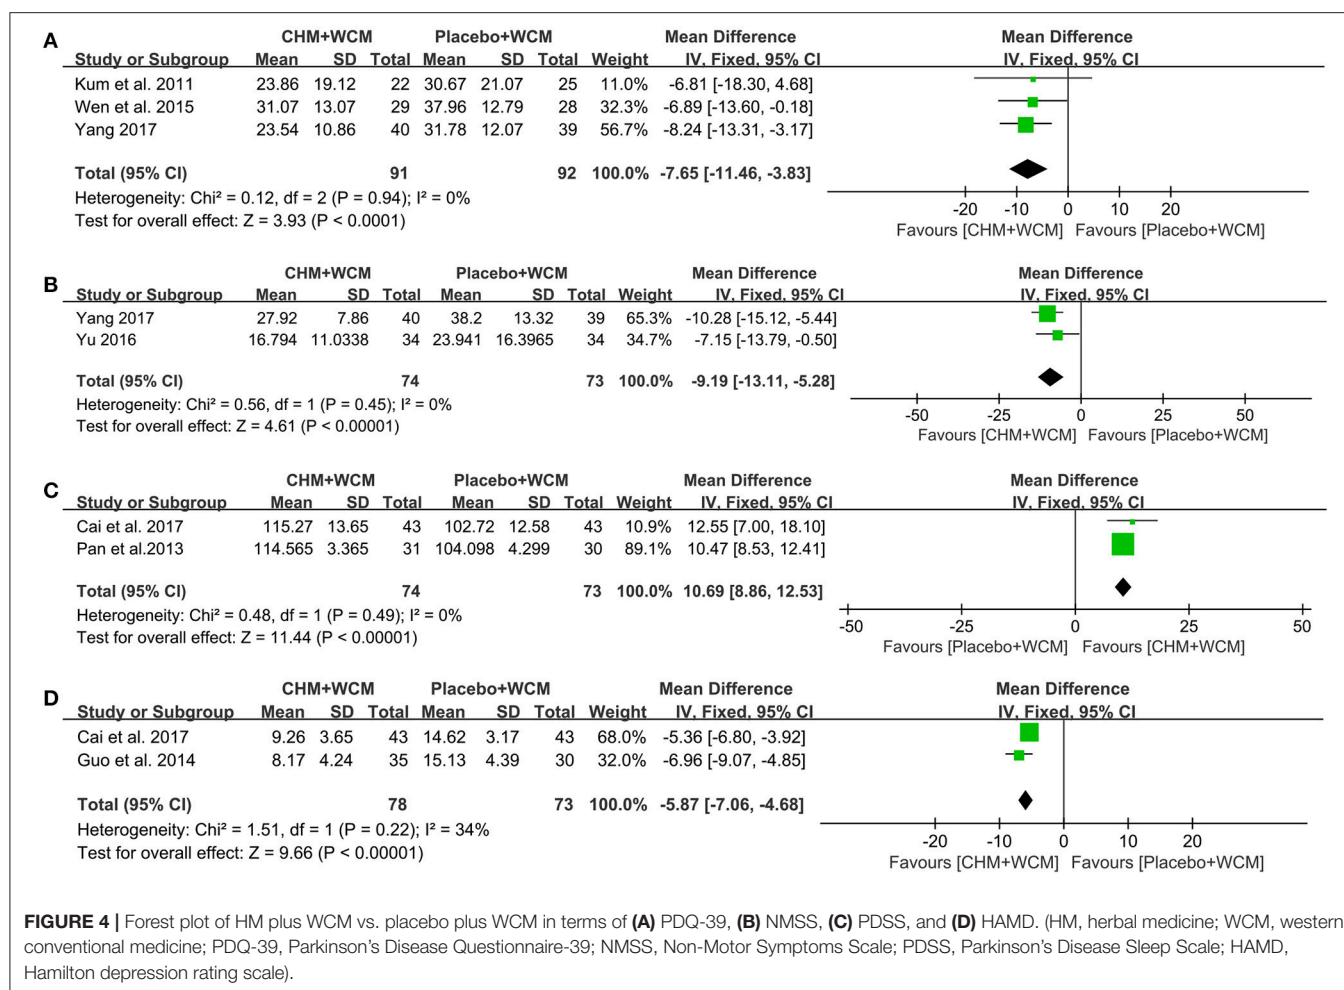 A
CHM+WCM Placebo+WCM Mean Difference Mean Difference
Study or Subgroup Mean SD Total Mean SD Total Weight IV, Fixed, 95% CI IV, Fixed, 95% CI
Kum et al. 2011 23.86 19.12 22 30.67 21.07 25 11.0% -6.81 [-18.30, 4.68]
Wen et al. 2015 31.07 13.07 29 37.96 12.79 28 32.3% -6.89 [-13.60, -0.18]
Yang 2017 23.54 10.86 40 31.78 12.07 39 56.7% -8.24 [-13.31, -3.17]
Total (95% CI) 91 92 100.0% -7.65 [-11.46, -3.83]
Heterogeneity: Chi² = 0.12, df = 2 (P = 0.94); I² = 0%
Test for overall effect: Z = 3.93 (P < 0.0001)
-20 -10 0 10 20
Favours [CHM+WCM] Favours [Placebo+WCM]
B
CHM+WCM Placebo+WCM Mean Difference Mean Difference
Study or Subgroup Mean SD Total Mean SD Total Weight IV, Fixed, 95% CI IV, Fixed, 95% CI
Yang 2017 27.92 7.86 40 38.2 13.32 39 65.3% -10.28 [-15.12, -5.44]
Yu 2016 16.794 11.0338 34 23.941 16.3965 34 34.7% -7.15 [-13.79, -0.50]
Total (95% CI) 74 73 100.0% -9.19 [-13.11, -5.28]
Heterogeneity: Chi² = 0.56, df = 1 (P = 0.45); I² = 0%
Test for overall effect: Z = 4.61 (P < 0.00001)
-50 -25 0 25 50
Favours [CHM+WCM] Favours [Placebo+WCM]
C
CHM+WCM Placebo+WCM Mean Difference Mean Difference
Study or Subgroup Mean SD Total Mean SD Total Weight IV, Fixed, 95% CI IV, Fixed, 95% CI
Cai et al. 2017 115.27 13.65 43 102.72 12.58 43 10.9% 12.55 [7.00, 18.10]
Pan et al.2013 114.565 3.365 31 104.098 4.299 30 89.1% 10.47 [8.53, 12.41]
Total (95% CI) 74 73 100.0% 10.69 [8.86, 12.53]
Heterogeneity: Chi² = 0.48, df = 1 (P = 0.49); I² = 0%
Test for overall effect: Z = 11.44 (P < 0.00001)
-50 -25 0 25 50
Favours [Placebo+WCM] Favours [CHM+WCM]
D
CHM+WCM Placebo+WCM Mean Difference Mean Difference
Study or Subgroup Mean SD Total Mean SD Total Weight IV, Fixed, 95% CI IV, Fixed, 95% CI
Cai et al. 2017 9.26 3.65 43 14.62 3.17 43 68.0% -5.36 [-6.80, -3.92]
Guo et al. 2014 8.17 4.24 35 15.13 4.39 30 32.0% -6.96 [-9.07, -4.85]
Total (95% CI) 78 73 100.0% -5.87 [-7.06, -4.68]
Heterogeneity: Chi² = 1.51, df = 1 (P = 0.22); I² = 34%
Test for overall effect: Z = 9.66 (P < 0.00001)
-20 -10 0 10 20
Favours [CHM+WCM] Favours [Placebo+WCM]
FIGURE 4 | Forest plot of HM plus WCM vs. placebo plus WCM in terms of (A) PDQ-39, (B) NMSS, (C) PDSS, and (D) HAMD. (HM, herbal medicine; WCM, western
conventional medicine; PDQ-39, Parkinson's Disease Questionnaire-39; NMSS, Non-Motor Symptoms Scale; PDSS, Parkinson's Disease Sleep Scale; HAMD,
Hamilton depression rating scale).